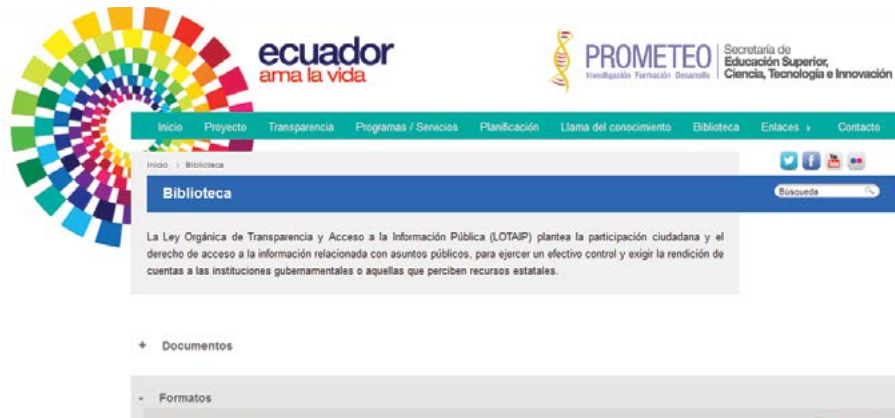 ecuador
ama la vida
PROMETEO
Investigación Formación Desarrollo
Secretaría de
Educación Superior,
Ciencia, Tecnología e Innovación
Inicio Proyecto Transparencia Programas / Servicios Planificación Llama del conocimiento Biblioteca Enlaces Contacto
Inicio > Biblioteca
You
Biblioteca
Búsqueda
La Ley Orgánica de Transparencia y Acceso a la Información Pública (LOTAIP) plantea la participación ciudadana y el
derecho de acceso a la información relacionada con asuntos públicos, para ejercer un efectivo control y exigir la rendición de
cuentas a las instituciones gubernamentales o aquellas que perciben recursos estatales.
+ Documentos
- Formatos